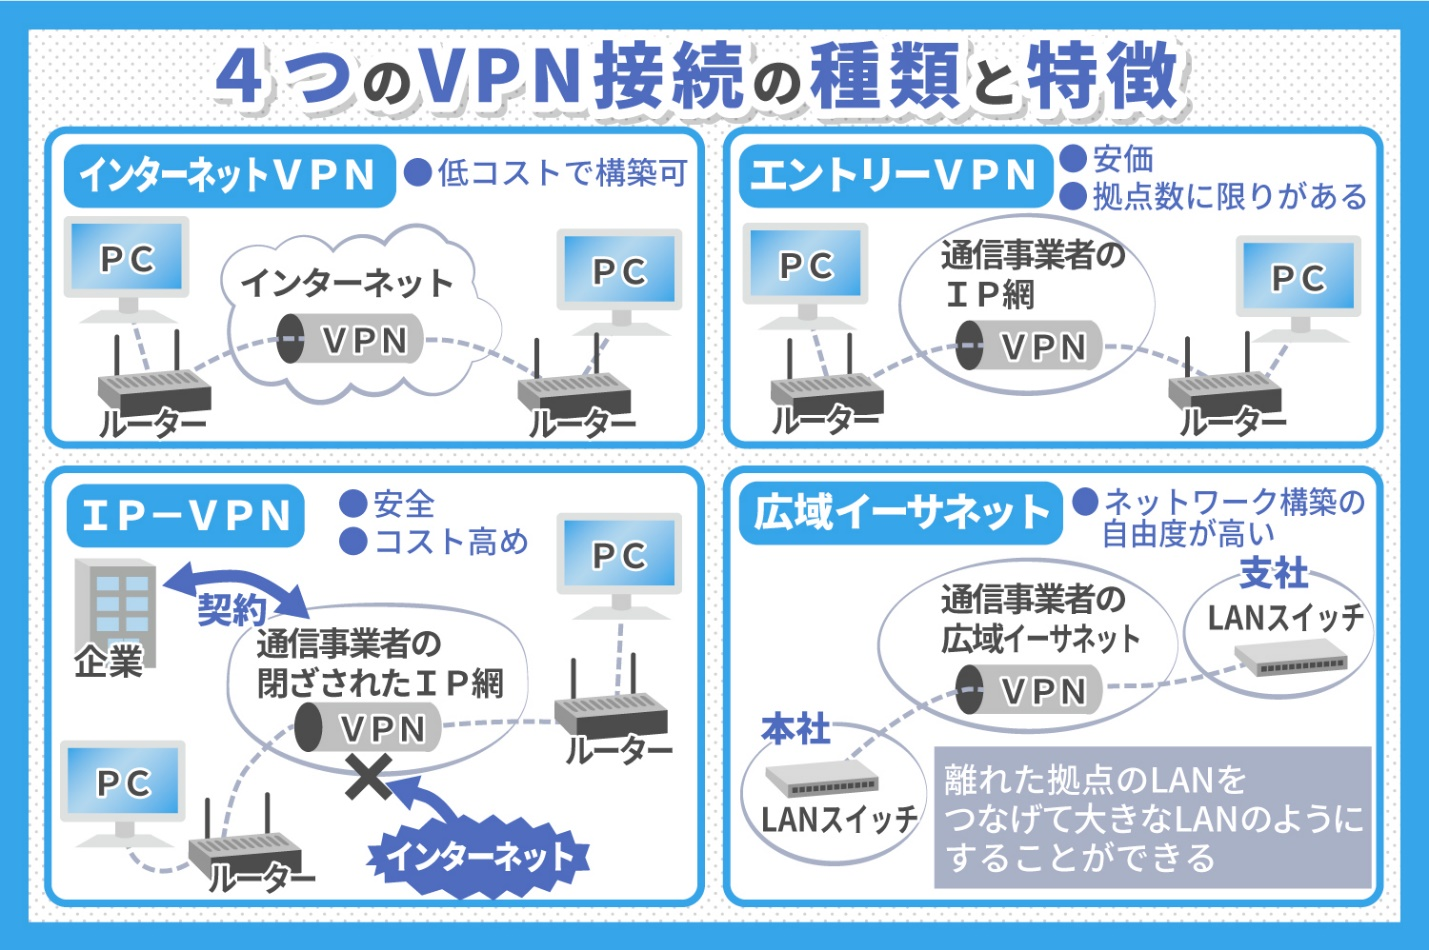 4つのVPN接続の種類と特徴
インターネットVPN
●低コストで構築可
PC
インターネット
VPN
PC
ルーター
ルーター
エントリーVPN
●安価
●拠点数に限りがある
PC
通信事業者の
IP網
VPN
PC
ルーター
ルーター
IP-VPN
●安全
●コスト高め
企業
契約
通信事業者の
閉ざされたIP網
VPN
PC
ルーター
PC
ルーター
インターネット
広域イーサネット
●ネットワーク構築の
自由度が高い
支社
LANスイッチ
通信事業者の
広域イーサネット
VPN
本社
LANスイッチ
離れた拠点のLANを
つなげて大きなLANのように
することができる